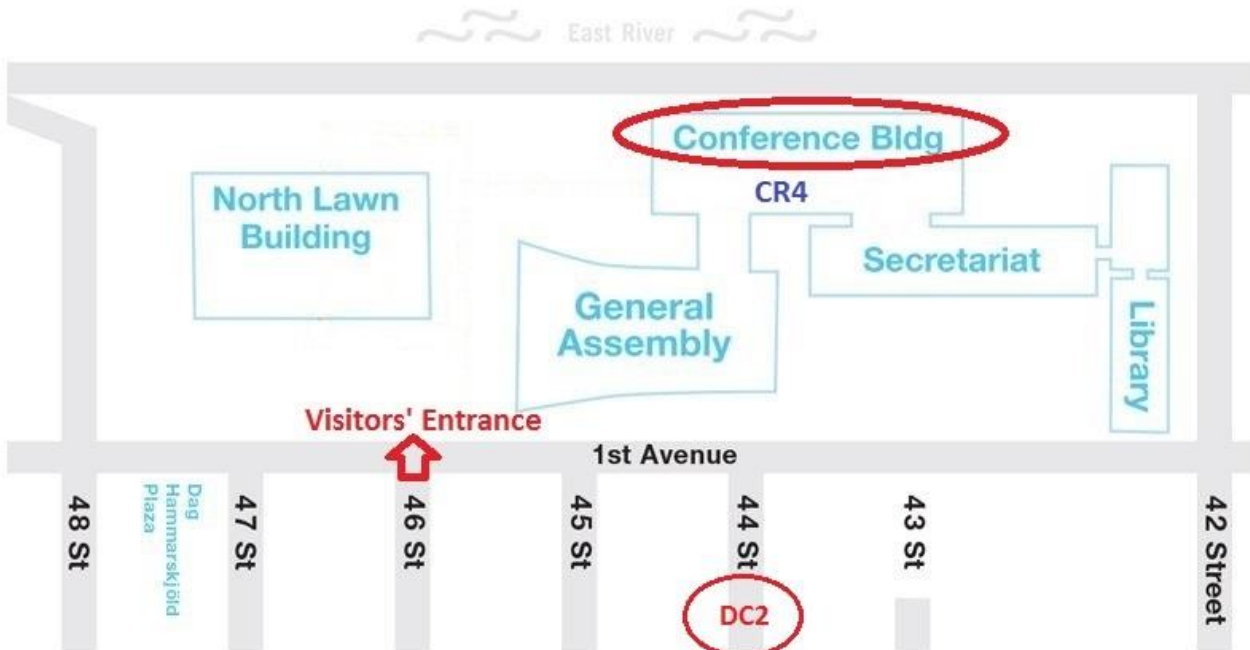 East River
Conference Bldg
CR4
North Lawn
Building
Secretariat
General
Assembly
Library
Visitors' Entrance
1st Avenue
48 St
Dag
Hammarskjöld
Plaza
47 St
46 St
45 St
44 St
43 St
42 Street
DC2